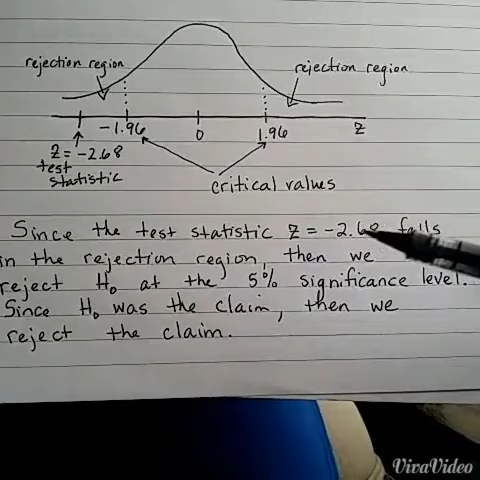 rejection region
rejection region
-1.96
0
1.96
Z
Z = -2.68
test
statistic
critical values
Since the test statistic Z = -2.68 falls
in the rejection region, then we
reject H₀ at the 5% significance level.
Since H₀ was the claim, then we
reject the claim.
VivaVideo